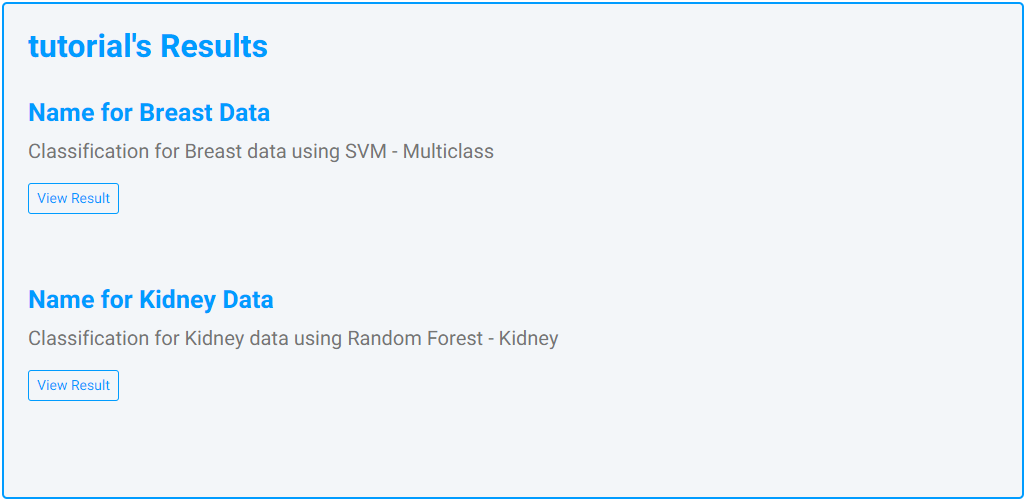 tutorial's Results
Name for Breast Data
Classification for Breast data using SVM - Multiclass
View Result
Name for Kidney Data
Classification for Kidney data using Random Forest - Kidney
View Result